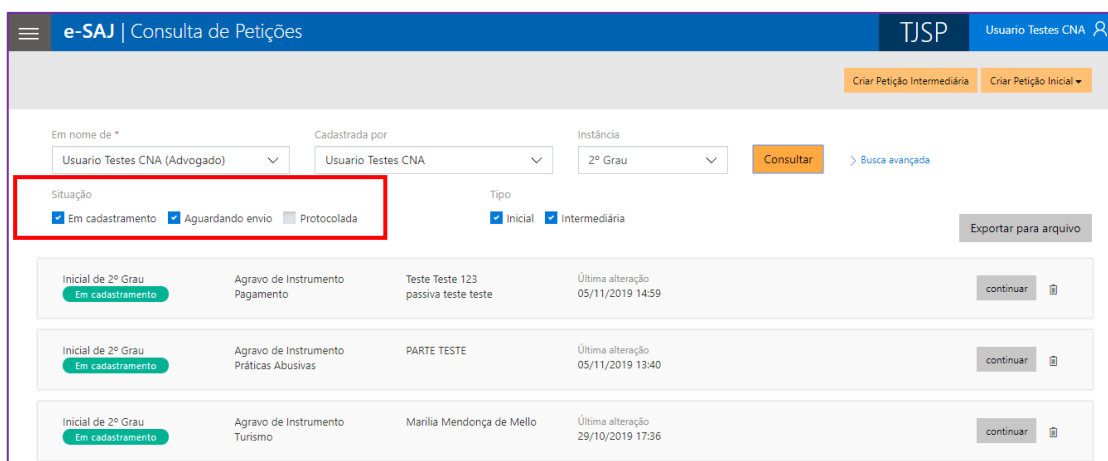 e-SAJ | Consulta de Petições TJSP Usuario Testes CNA
Criar Petição Intermediária Criar Petição Inicial
Em nome de * Cadastrada por Instância
Usuario Testes CNA (Advogado) Usuario Testes CNA 2º Grau Consultar Busca avançada
Situação Tipo
Em cadastramento Aguardando envio Protocolada Inicial Intermediária
Exportar para arquivo
Inicial de 2º Grau Agravo de Instrumento Teste Teste 123 Última alteração
Em cadastramento Pagamento passiva teste teste 05/11/2019 14:59 continuar
Inicial de 2º Grau Agravo de Instrumento PARTE TESTE Última alteração
Em cadastramento Práticas Abusivas 05/11/2019 13:40 continuar
Inicial de 2º Grau Agravo de Instrumento Marilia Mendonça de Mello Última alteração
Em cadastramento Turismo 29/10/2019 17:36 continuar